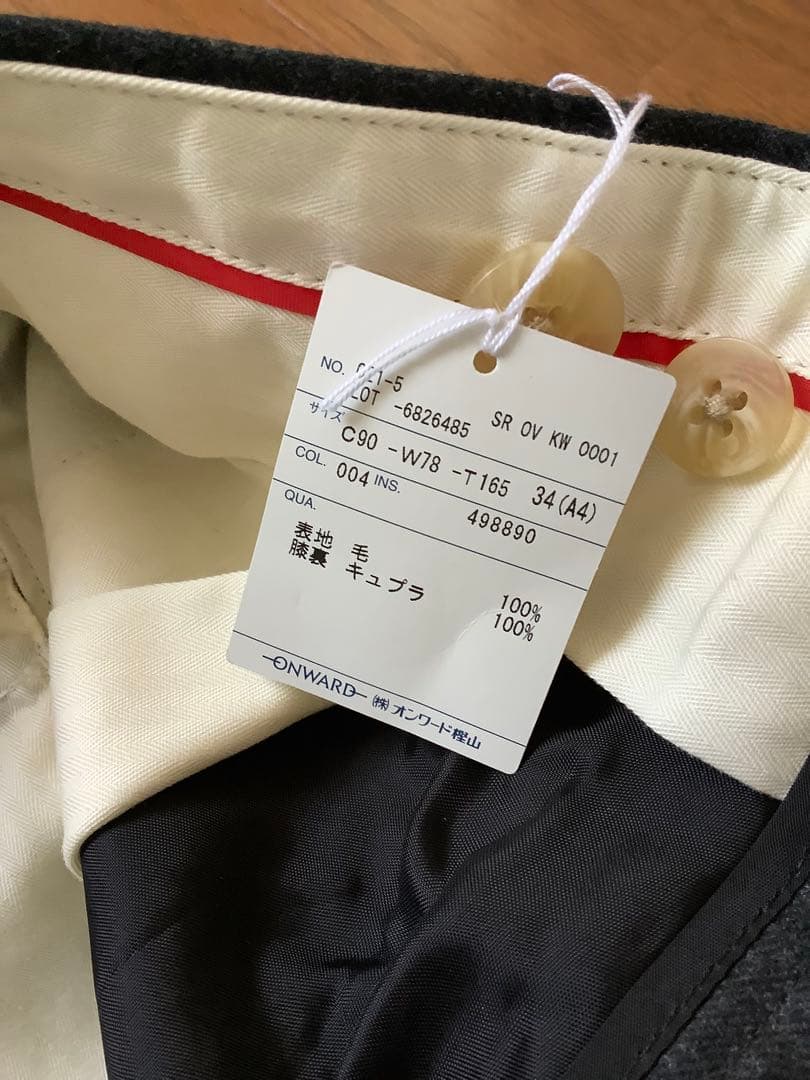 NO. 021-5
LOT -6826485 SR OV KW 0001
サイズ
C90 -W78 -T165 34(A4)
COL. 004 INS. 498890
QUA.
表地 毛 100%
膝裏 キュプラ 100%
ONWARD ㈱オンワード樫山